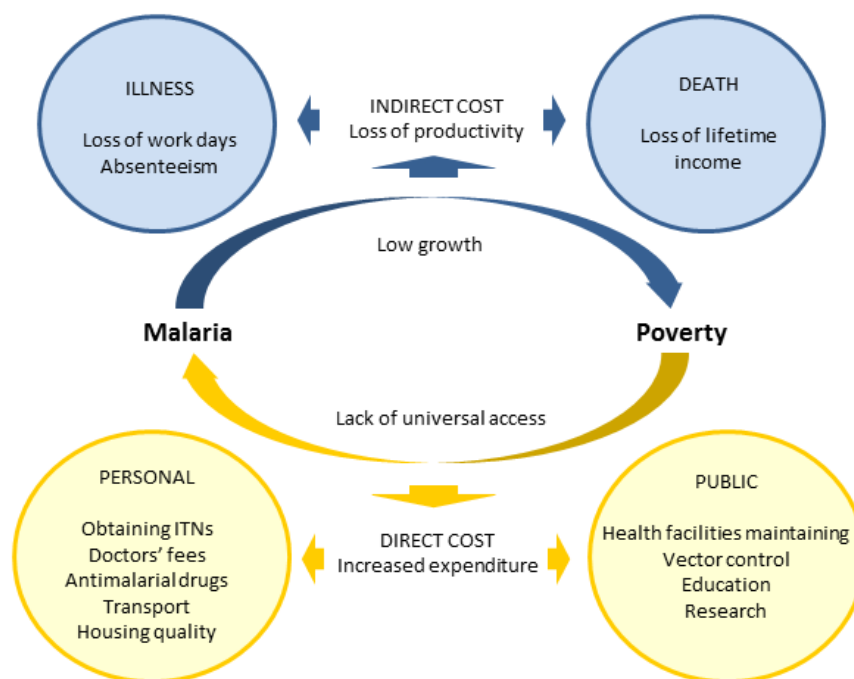 ILLNESS
Loss of work days
Absenteeism
INDIRECT COST
Loss of productivity
DEATH
Loss of lifetime
income
Low growth
Malaria
Poverty
Lack of universal access
PERSONAL
Obtaining ITNs
Doctors’ fees
Antimalarial drugs
Transport
Housing quality
DIRECT COST
Increased expenditure
PUBLIC
Health facilities maintaining
Vector control
Education
Research